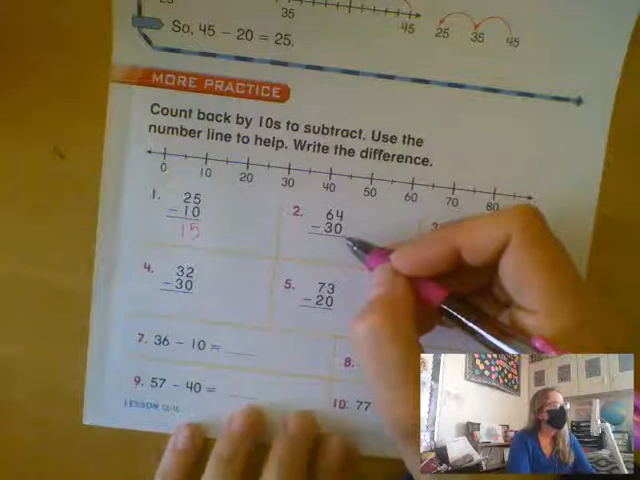 35
45
25 35 45
So, 45 - 20 = 25.
MORE PRACTICE
Count back by 10s to subtract. Use the
number line to help. Write the difference.
0 10 20 30 40 50 60 70 80
1. 25
- 10
15
2. 64
- 30
4. 32
- 30
5. 73
- 20
7. 36 - 10 = ____
8.
9. 57 - 40 = ____
10. 77
LESSON